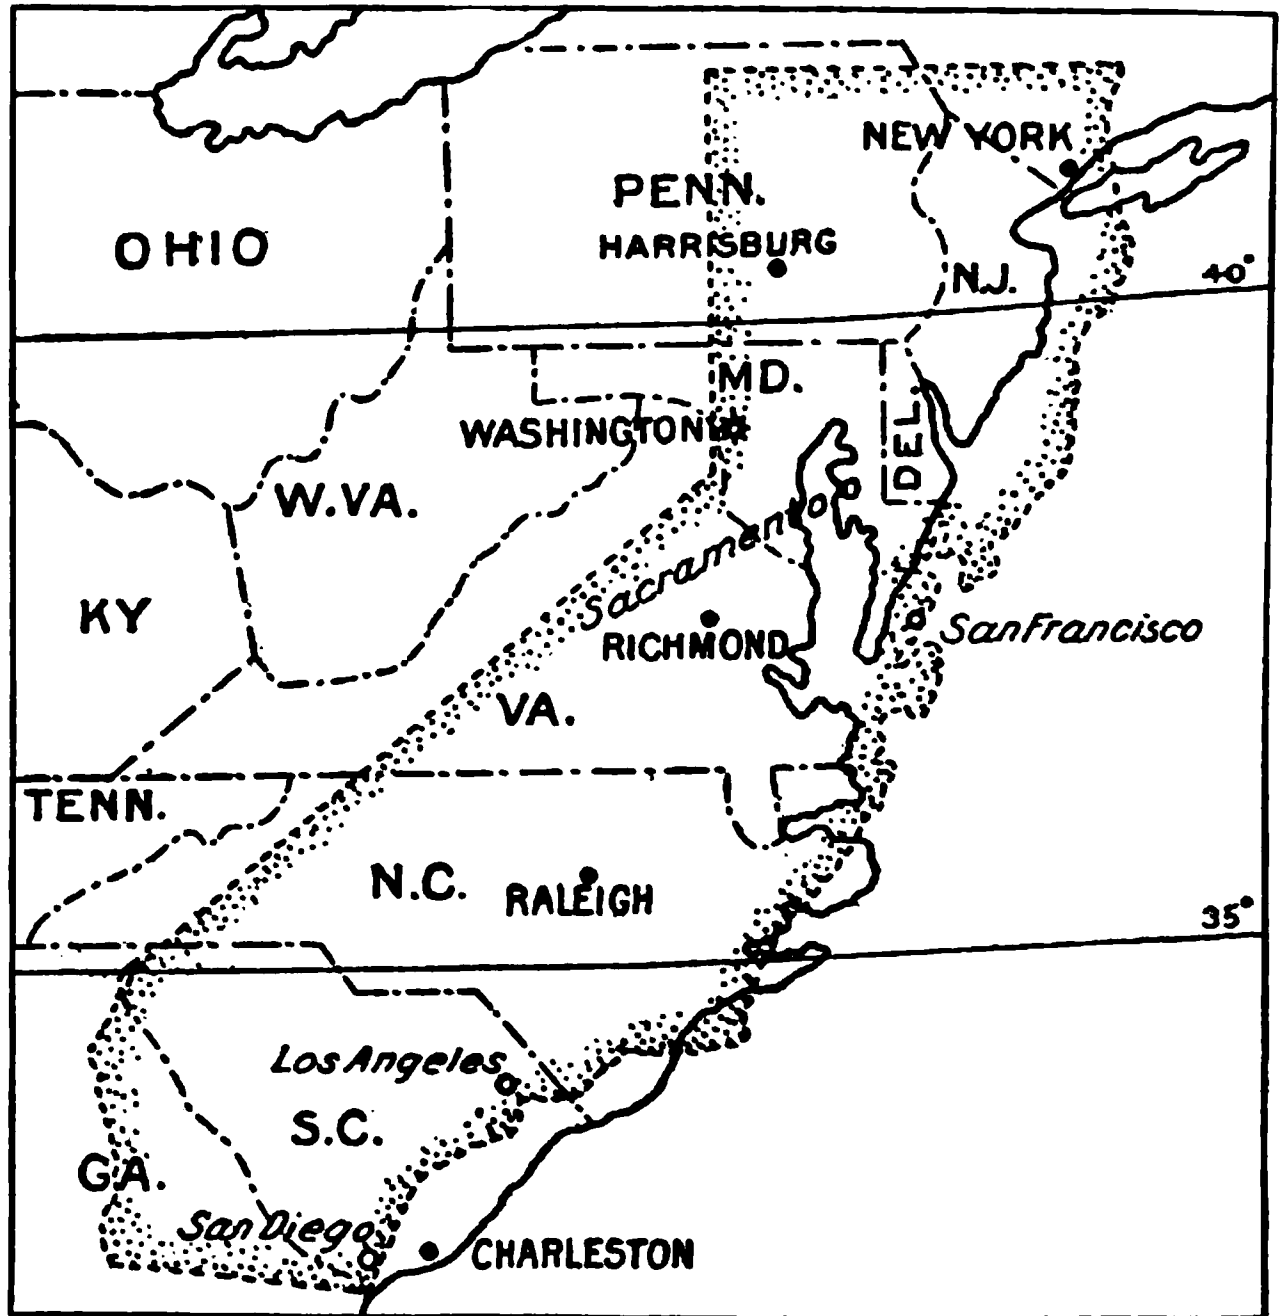 NEW YORK
PENN.
HARRISBURG
OHIO
N.J.
40°
MD.
WASHINGTON
DEL.
W.VA.
Sacramento
KY
RICHMOND
San Francisco
VA.
TENN.
N.C.
RALEIGH
35°
Los Angeles
S.C.
GA.
San Diego
CHARLESTON